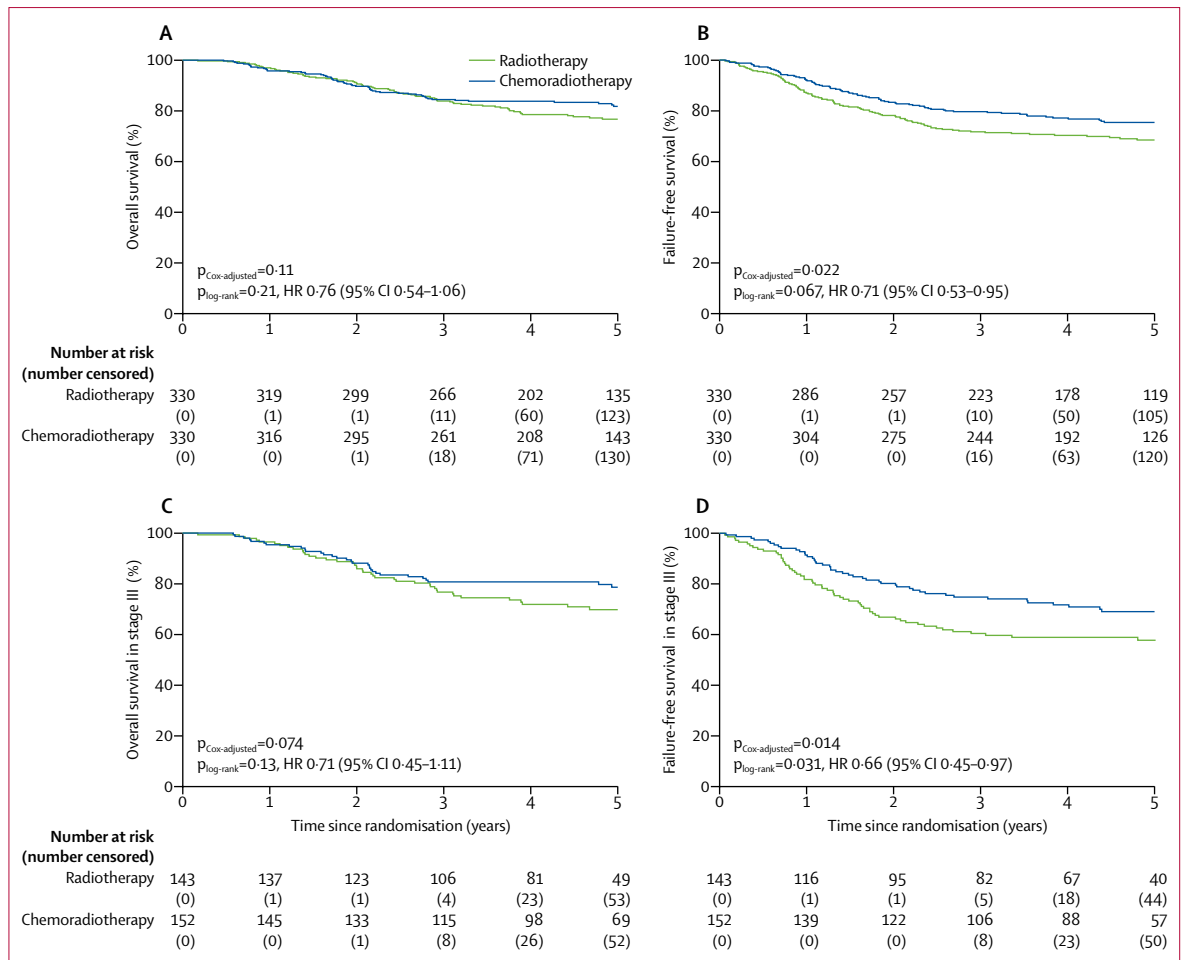 A
100
80
60
40
20
0
Overall survival (%)
Radiotherapy
Chemoradiotherapy
pCox-adjusted=0·11
plog-rank=0·21, HR 0·76 (95% CI 0·54–1·06)
0 1 2 3 4 5
B
100
80
60
40
20
0
Failure-free survival (%)
pCox-adjusted=0·022
plog-rank=0·067, HR 0·71 (95% CI 0·53–0·95)
0 1 2 3 4 5
Number at risk
(number censored)
Radiotherapy 330 319 299 266 202 135 330 286 257 223 178 119
(0) (1) (1) (11) (60) (123) (0) (1) (1) (10) (50) (105)
Chemoradiotherapy 330 316 295 261 208 143 330 304 275 244 192 126
(0) (0) (1) (18) (71) (130) (0) (0) (0) (16) (63) (120)
C
100
80
60
40
20
0
Overall survival in stage III (%)
pCox-adjusted=0·074
plog-rank=0·13, HR 0·71 (95% CI 0·45–1·11)
0 1 2 3 4 5
Time since randomisation (years)
D
100
80
60
40
20
0
Failure-free survival in stage III (%)
pCox-adjusted=0·014
plog-rank=0·031, HR 0·66 (95% CI 0·45–0·97)
0 1 2 3 4 5
Time since randomisation (years)
Number at risk
(number censored)
Radiotherapy 143 137 123 106 81 49 143 116 95 82 67 40
(0) (1) (1) (4) (23) (53) (0) (1) (1) (5) (18) (44)
Chemoradiotherapy 152 145 133 115 98 69 152 139 122 106 88 57
(0) (0) (1) (8) (26) (52) (0) (0) (0) (8) (23) (50)